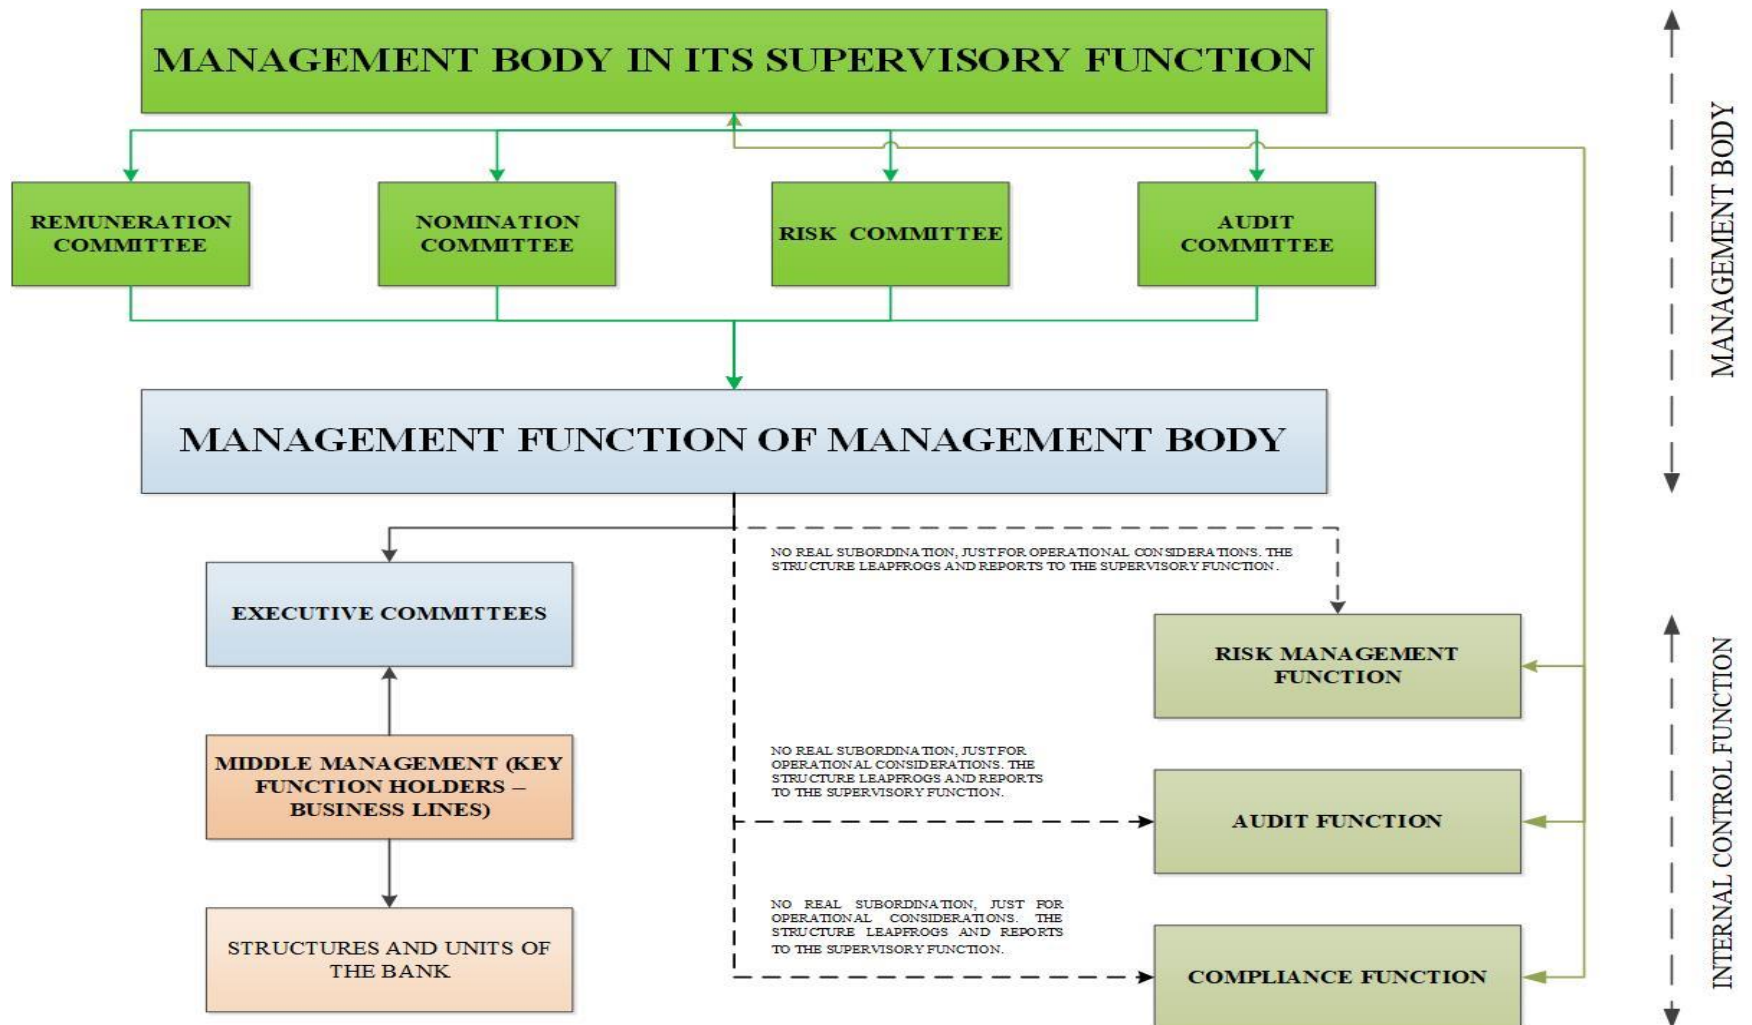 MANAGEMENT BODY IN ITS SUPERVISORY FUNCTION
REMUNERATION
COMMITTEE
NOMINATION
COMMITTEE
RISK COMMITTEE
AUDIT
COMMITTEE
MANAGEMENT BODY
MANAGEMENT FUNCTION OF MANAGEMENT BODY
NO REAL SUBORDINATION, JUST FOR OPERATIONAL CONSIDERATIONS. THE
STRUCTURE LEAPFROGS AND REPORTS TO THE SUPERVISORY FUNCTION.
EXECUTIVE COMMITTEES
RISK MANAGEMENT
FUNCTION
MIDDLE MANAGEMENT (KEY
FUNCTION HOLDERS –
BUSINESS LINES)
NO REAL SUBORDINATION, JUST FOR
OPERATIONAL CONSIDERATIONS. THE
STRUCTURE LEAPFROGS AND REPORTS
TO THE SUPERVISORY FUNCTION.
AUDIT FUNCTION
INTERNAL CONTROL FUNCTION
STRUCTURES AND UNITS OF
THE BANK
NO REAL SUBORDINATION, JUST FOR
OPERATIONAL CONSIDERATIONS. THE
STRUCTURE LEAPFROGS AND REPORTS
TO THE SUPERVISORY FUNCTION.
COMPLIANCE FUNCTION